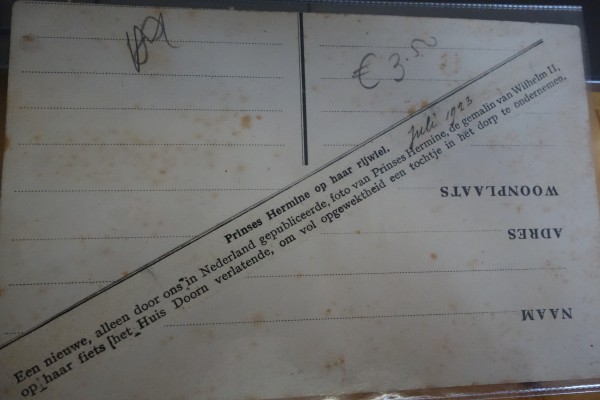 € 3.50
Prinses Hermine op haar rijwiel.
Juli 1923
Een nieuwe, alleen door ons in Nederland gepubliceerde, foto van Prinses Hermine, de gemalin van Wilhelm II,
op haar fiets [het Huis Doorn verlatende, om vol opgewektheid een tochtje in het dorp te ondernemen.
WOONPLAATS
ADRES
NAAM